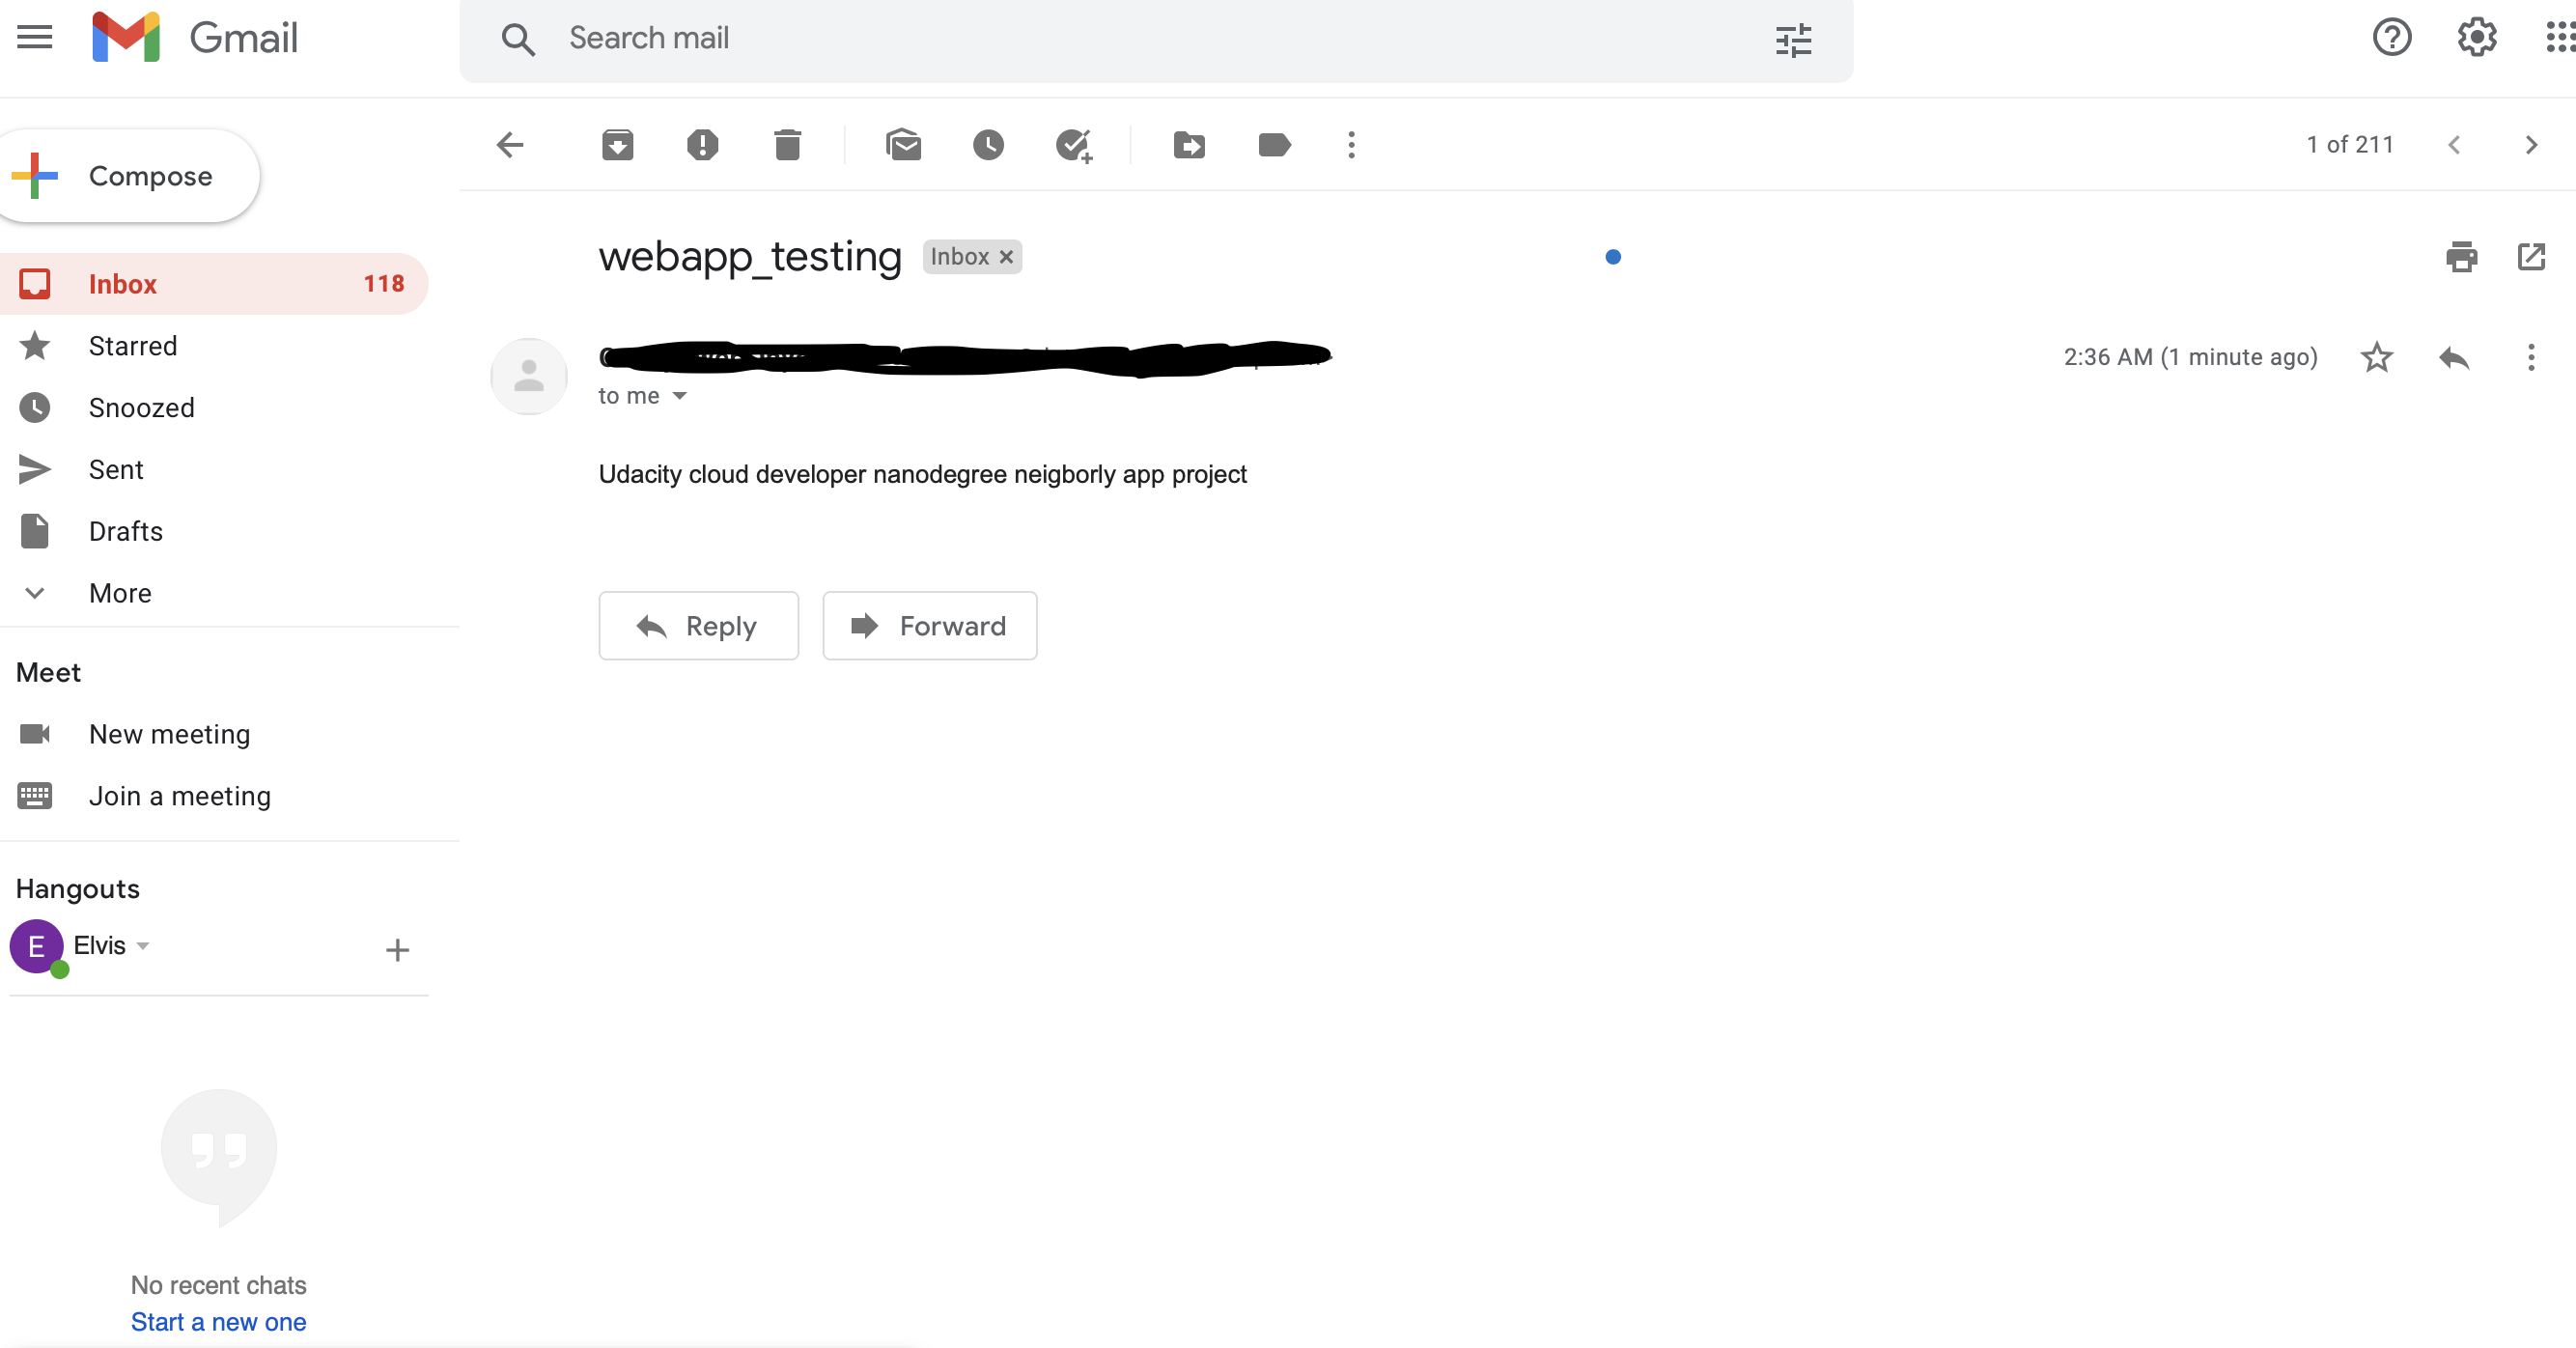 Gmail
Search mail
Compose
1 of 211
Inbox 118
Starred
Snoozed
Sent
Drafts
More
Meet
New meeting
Join a meeting
Hangouts
E Elvis
No recent chats
Start a new one
webapp_testing Inbox ×
2:36 AM (1 minute ago)
to me
Udacity cloud developer nanodegree neigborly app project
Reply Forward